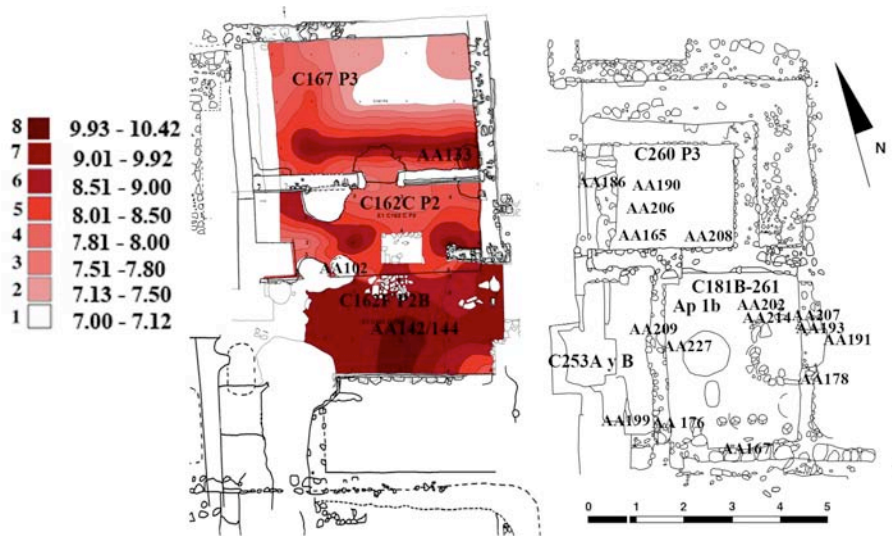 8 9.93 - 10.42
7 9.01 - 9.92
6 8.51 - 9.00
5 8.01 - 8.50
4 7.81 - 8.00
3 7.51 -7.80
2 7.13 - 7.50
1 7.00 - 7.12
C167 P3
AA133
C162C P2
AA102
C162F P2B
AA142/144
C260 P3
AA186
AA190
AA206
AA165
AA208
C181B-261
Ap 1b
AA202
AA214
AA207
AA193
AA191
AA209
AA227
C253A y B
AA178
AA199
AA 176
AA167
N
0 1 2 3 4 5